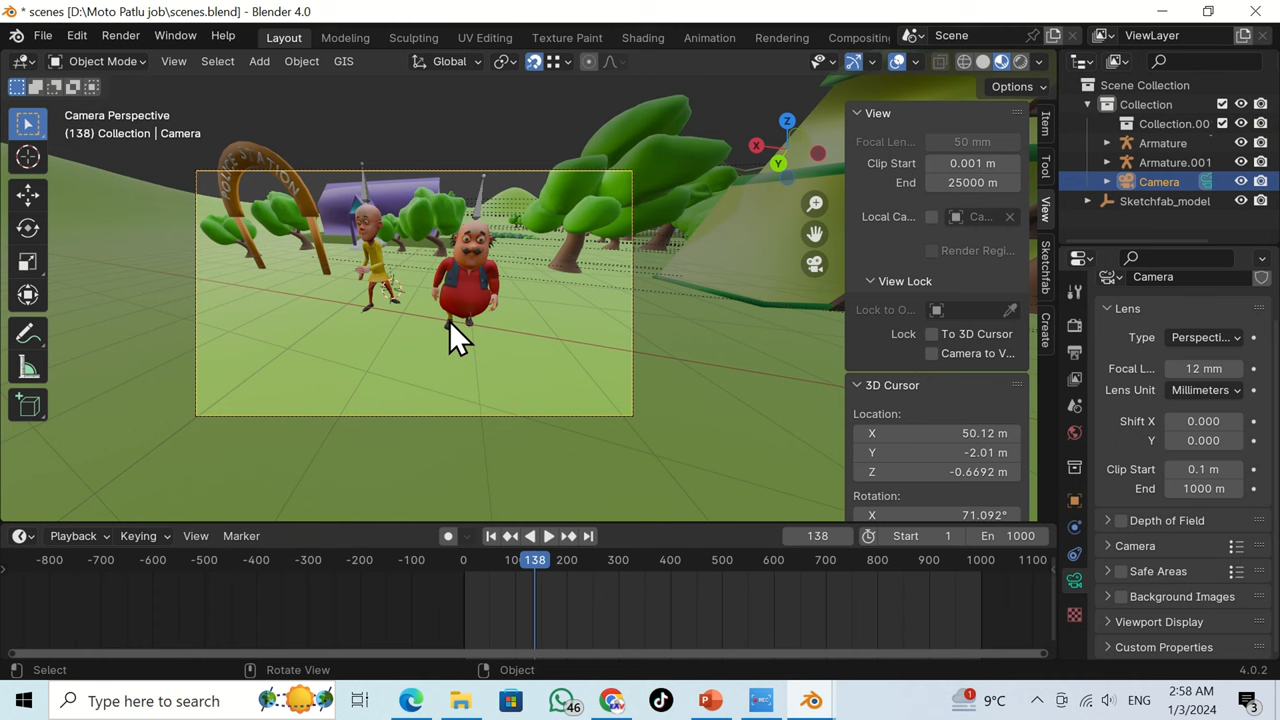 * scenes [D:\Moto Patlu job\scenes.blend] - Blender 4.0
File Edit Render Window Help Layout Modeling Sculpting UV Editing Texture Paint Shading Animation Rendering Compositing Scene ViewLayer
Object Mode View Select Add Object GIS Global
Options
Camera Perspective
(138) Collection | Camera
POLICE STATION
X
Y
Z
View
Focal Len... 50 mm
Clip Start 0.001 m
End 25000 m
Local Ca... Ca...
Render Regi...
View Lock
Lock to O...
Lock To 3D Cursor
Camera to V...
3D Cursor
Location:
X 50.12 m
Y -2.01 m
Z -0.6692 m
Rotation:
X 71.092°
Item
Tool
View
Sketchfab
Create
Scene Collection
Collection
Collection.00
Armature
Armature.001
Camera
Sketchfab_model
Camera
Lens
Type Perspecti...
Focal L... 12 mm
Lens Unit Millimeters
Shift X 0.000
Y 0.000
Clip Start 0.1 m
End 1000 m
Depth of Field
Camera
Safe Areas
Background Images
Viewport Display
Custom Properties
Playback Keying View Marker 138 Start 1 En 1000
-800 -700 -600 -500 -400 -300 -200 -100 0 138 200 300 400 500 600 700 800 900 1000 1100
Select Rotate View Object 4.0.2
Type here to search 46 9°C ENG 2:58 AM
1/3/2024 3